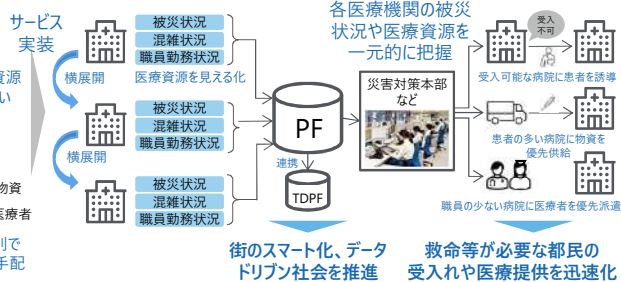 サービス
実装
資源
い
物資
医療者
別で
手配
横展開
横展開
被災状況
混雑状況
職員勤務状況
医療資源を見える化
被災状況
混雑状況
職員勤務状況
被災状況
混雑状況
職員勤務状況
PF
連携
TDPF
街のスマート化、データ
ドリブン社会を推進
各医療機関の被災
状況や医療資源を
一元的に把握
災害対策本部
など
受入
不可
受入可能な病院に患者を誘導
患者の多い病院に物資を
優先供給
職員の少ない病院に医療者を優先派遣
救命等が必要な都民の
受入れや医療提供を迅速化